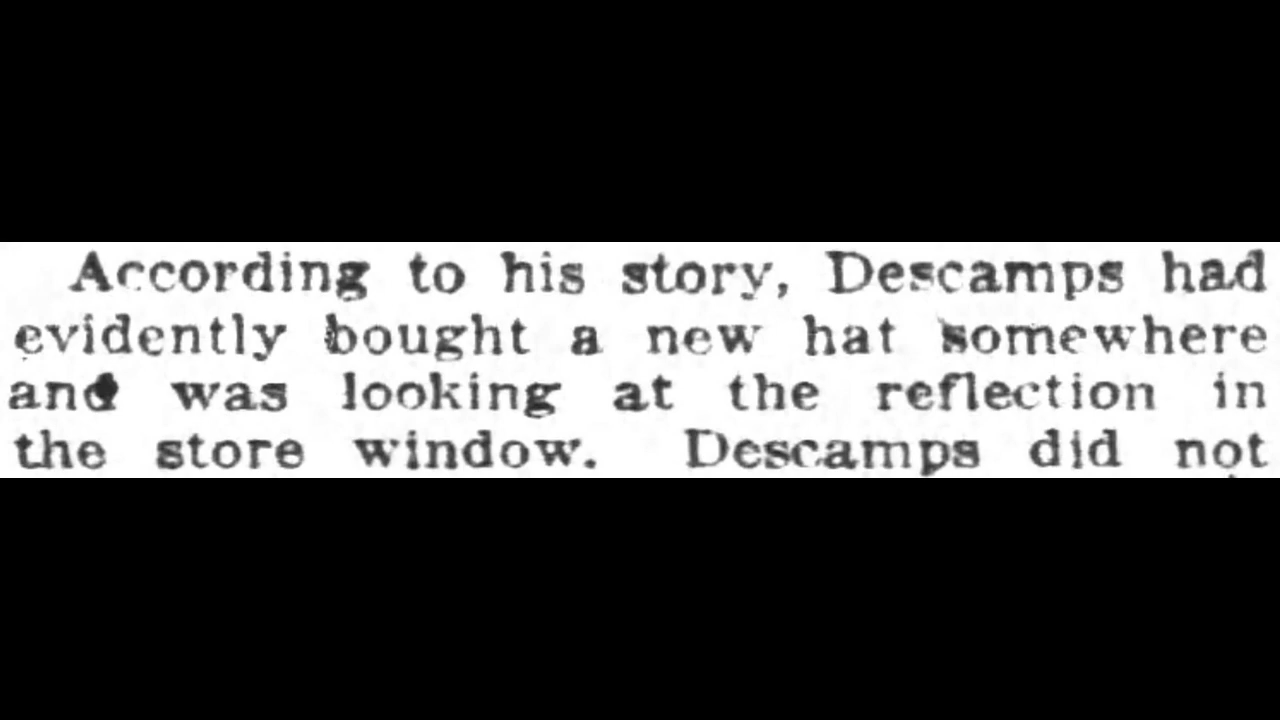 According to his story, Descamps had
evidently bought a new hat somewhere
and was looking at the reflection in
the store window. Descamps did not